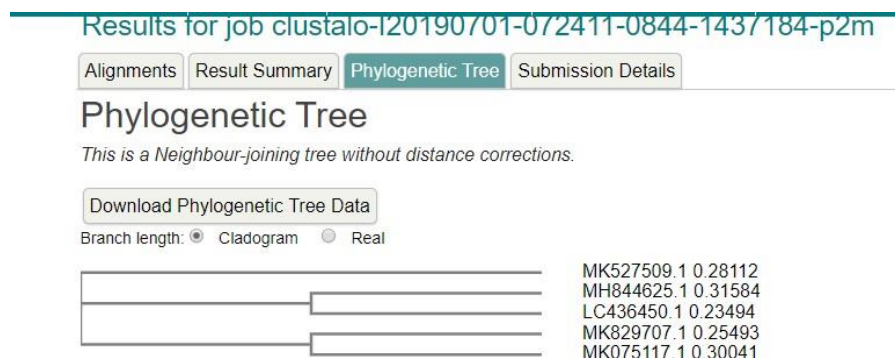 Results for job clustalo-I20190701-072411-0844-1437184-p2m
Alignments Result Summary Phylogenetic Tree Submission Details
Phylogenetic Tree
This is a Neighbour-joining tree without distance corrections.
Download Phylogenetic Tree Data
Branch length: Cladogram Real
MK527509.1 0.28112
MH844625.1 0.31584
LC436450.1 0.23494
MK829707.1 0.25493
MK075117.1 0.30041